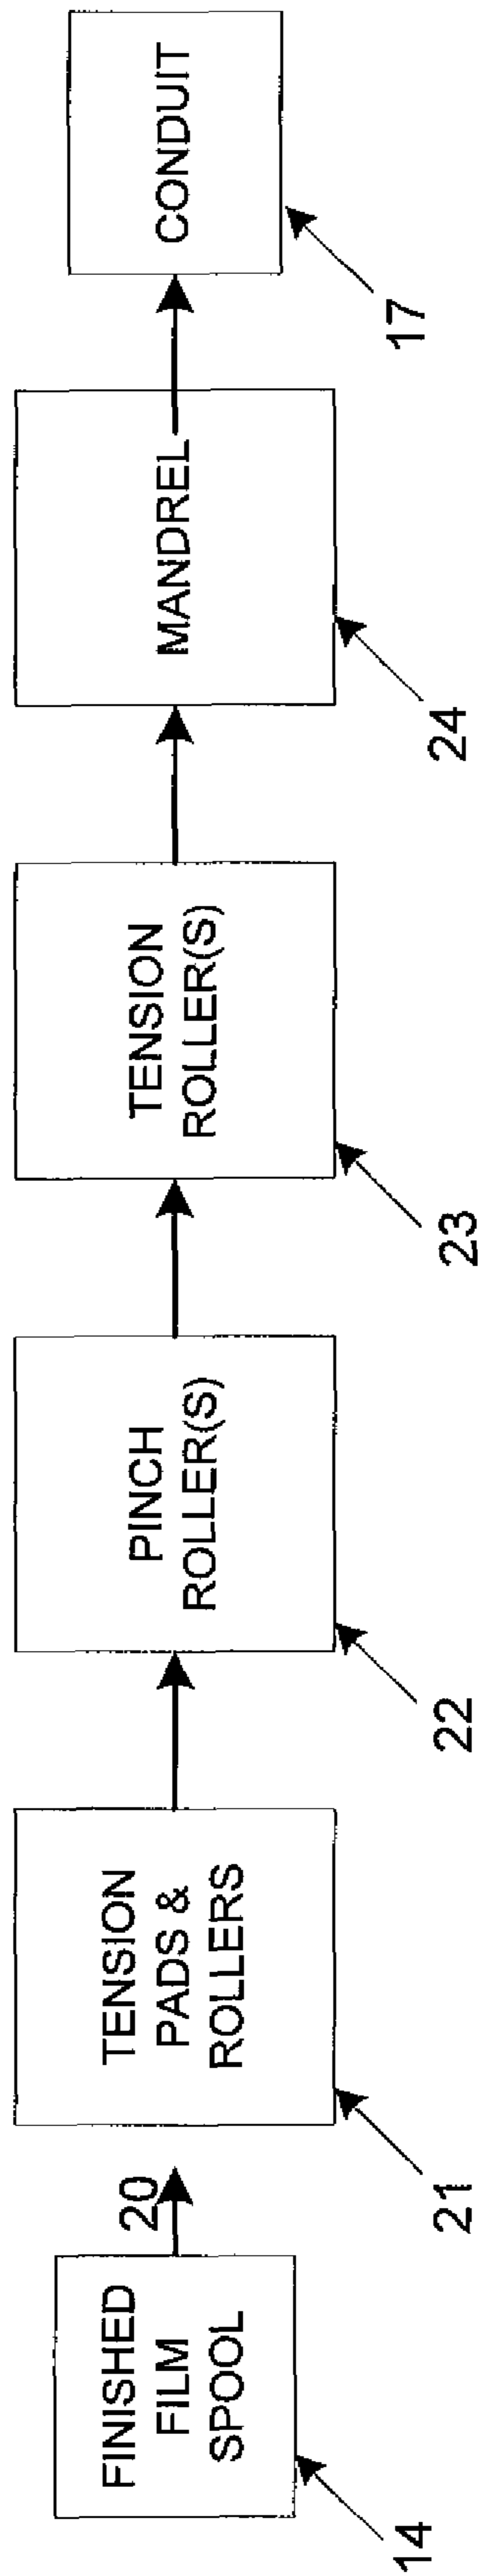 FINISHED
FILM
SPOOL
14
20
TENSION
PADS &
ROLLERS
21
PINCH
ROLLER(S)
22
TENSION
ROLLER(S)
23
MANDREL
24
CONDUIT
17